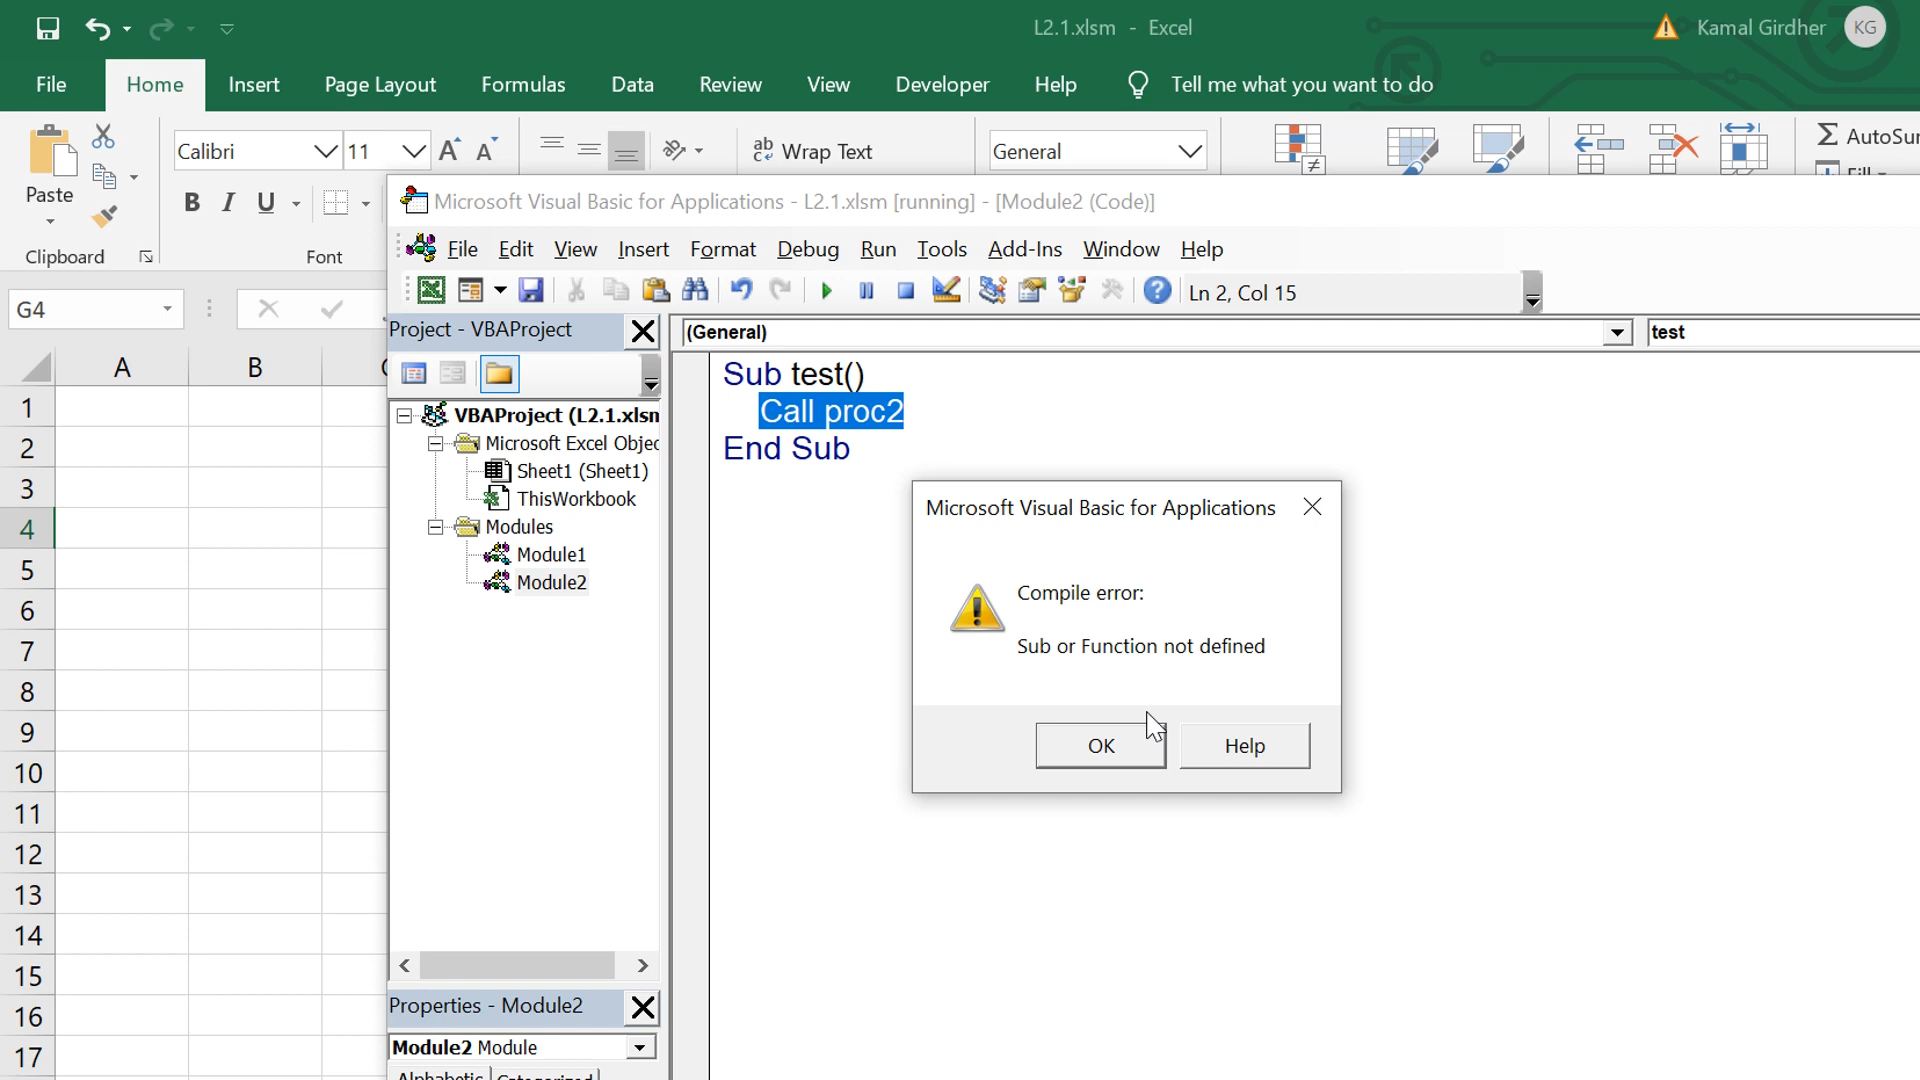 L2.1.xlsm - Excel
Kamal Girdher KG
File Home Insert Page Layout Formulas Data Review View Developer Help Tell me what you want to do
Calibri 11
ab Wrap Text
General
AutoSum
Paste
B I U
Clipboard
Font
Microsoft Visual Basic for Applications - L2.1.xlsm [running] - [Module2 (Code)]
File Edit View Insert Format Debug Run Tools Add-Ins Window Help
Ln 2, Col 15
G4
Project - VBAProject
(General)
test
A B
VBAProject (L2.1.xlsm
Microsoft Excel Objec
Sheet1 (Sheet1)
ThisWorkbook
Modules
Module1
Module2
Sub test()
Call proc2
End Sub
Microsoft Visual Basic for Applications
Compile error:
Sub or Function not defined
OK Help
1
2
3
4
5
6
7
8
9
10
11
12
13
14
15
16
17
Properties - Module2
Module2 Module
Alphabetic Categorized